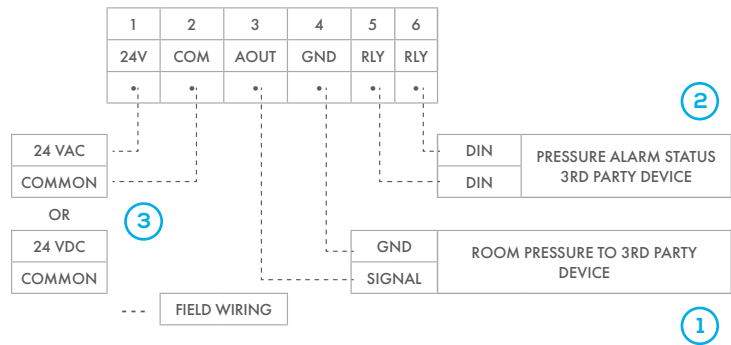 1 2 3 4 5 6
24V COM AOUT GND RLY RLY
2
24 VAC
COMMON
OR
24 VDC
COMMON
3
DIN
DIN
PRESSURE ALARM STATUS
3RD PARTY DEVICE
GND
SIGNAL
ROOM PRESSURE TO 3RD PARTY
DEVICE
--- FIELD WIRING
1